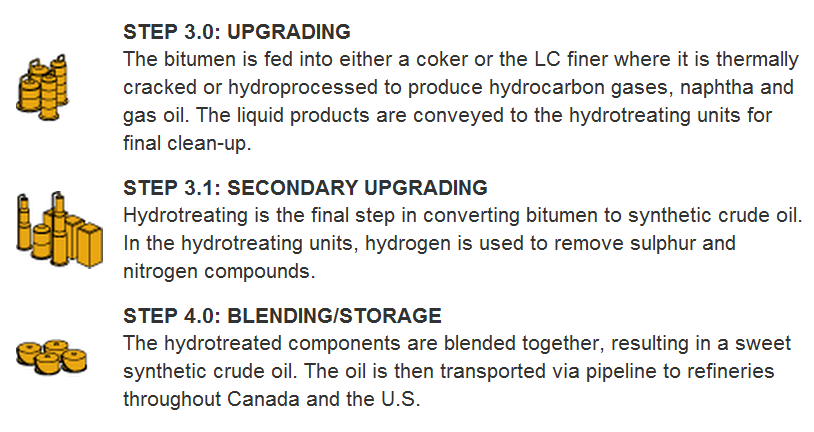 STEP 3.0: UPGRADING
The bitumen is fed into either a coker or the LC finer where it is thermally
cracked or hydroprocessed to produce hydrocarbon gases, naphtha and
gas oil. The liquid products are conveyed to the hydrotreating units for
final clean-up.
STEP 3.1: SECONDARY UPGRADING
Hydrotreating is the final step in converting bitumen to synthetic crude oil.
In the hydrotreating units, hydrogen is used to remove sulphur and
nitrogen compounds.
STEP 4.0: BLENDING/STORAGE
The hydrotreated components are blended together, resulting in a sweet
synthetic crude oil. The oil is then transported via pipeline to refineries
throughout Canada and the U.S.